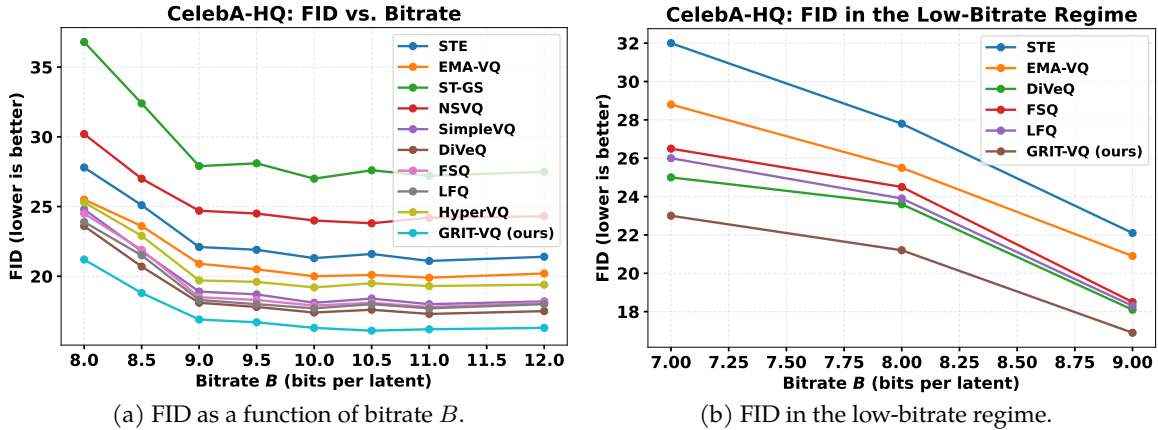 CelebA-HQ: FID vs. Bitrate
FID (lower is better)
35
30
25
20
8.0 8.5 9.0 9.5 10.0 10.5 11.0 11.5 12.0
Bitrate B (bits per latent)
STE
EMA-VQ
ST-GS
NSVQ
SimpleVQ
DiVeQ
FSQ
LFQ
HyperVQ
GRIT-VQ (ours)
(a) FID as a function of bitrate B.
CelebA-HQ: FID in the Low-Bitrate Regime
FID (lower is better)
32
30
28
26
24
22
20
18
7.00 7.25 7.50 7.75 8.00 8.25 8.50 8.75 9.00
Bitrate B (bits per latent)
STE
EMA-VQ
DiVeQ
FSQ
LFQ
GRIT-VQ (ours)
(b) FID in the low-bitrate regime.